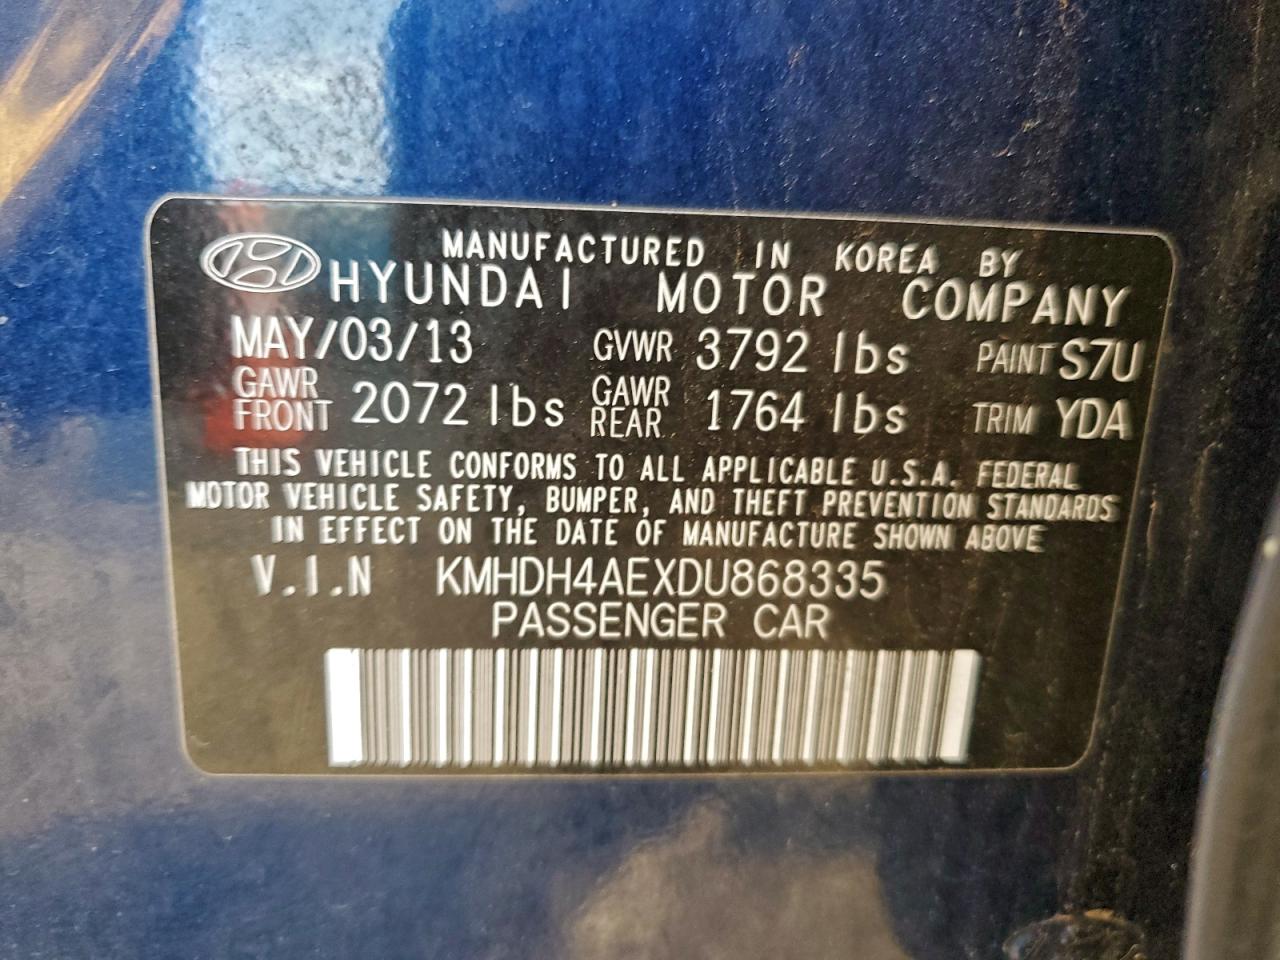 MANUFACTURED IN KOREA BY
HYUNDAI MOTOR COMPANY
MAY/03/13 GVWR 3792 lbs PAINT S7U
GAWR FRONT 2072 lbs GAWR REAR 1764 lbs TRIM YDA
THIS VEHICLE CONFORMS TO ALL APPLICABLE U.S.A. FEDERAL
MOTOR VEHICLE SAFETY, BUMPER, AND THEFT PREVENTION STANDARDS
IN EFFECT ON THE DATE OF MANUFACTURE SHOWN ABOVE
V.I.N KMHDH4AEXDU868335
PASSENGER CAR